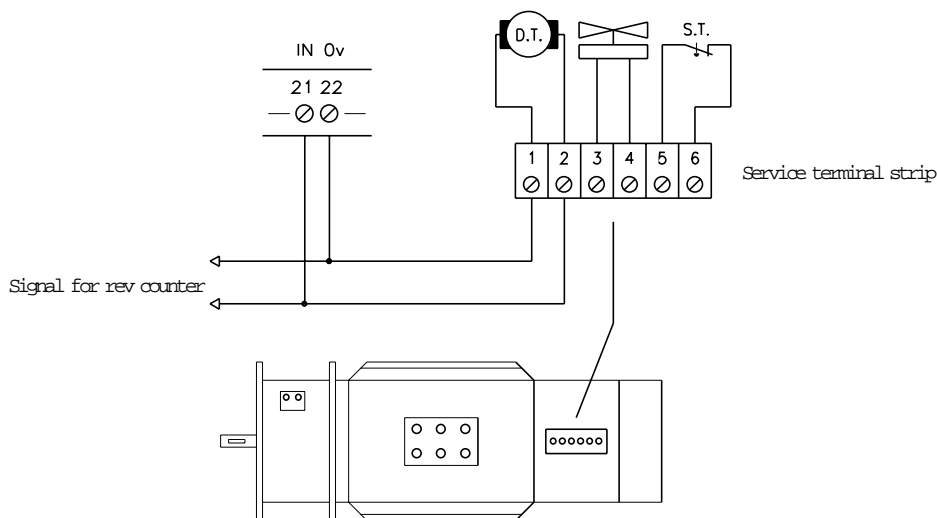 D.T.
S.T.
IN 0v
21 22
1 2 3 4 5 6
Service terminal strip
Signal for rev counter